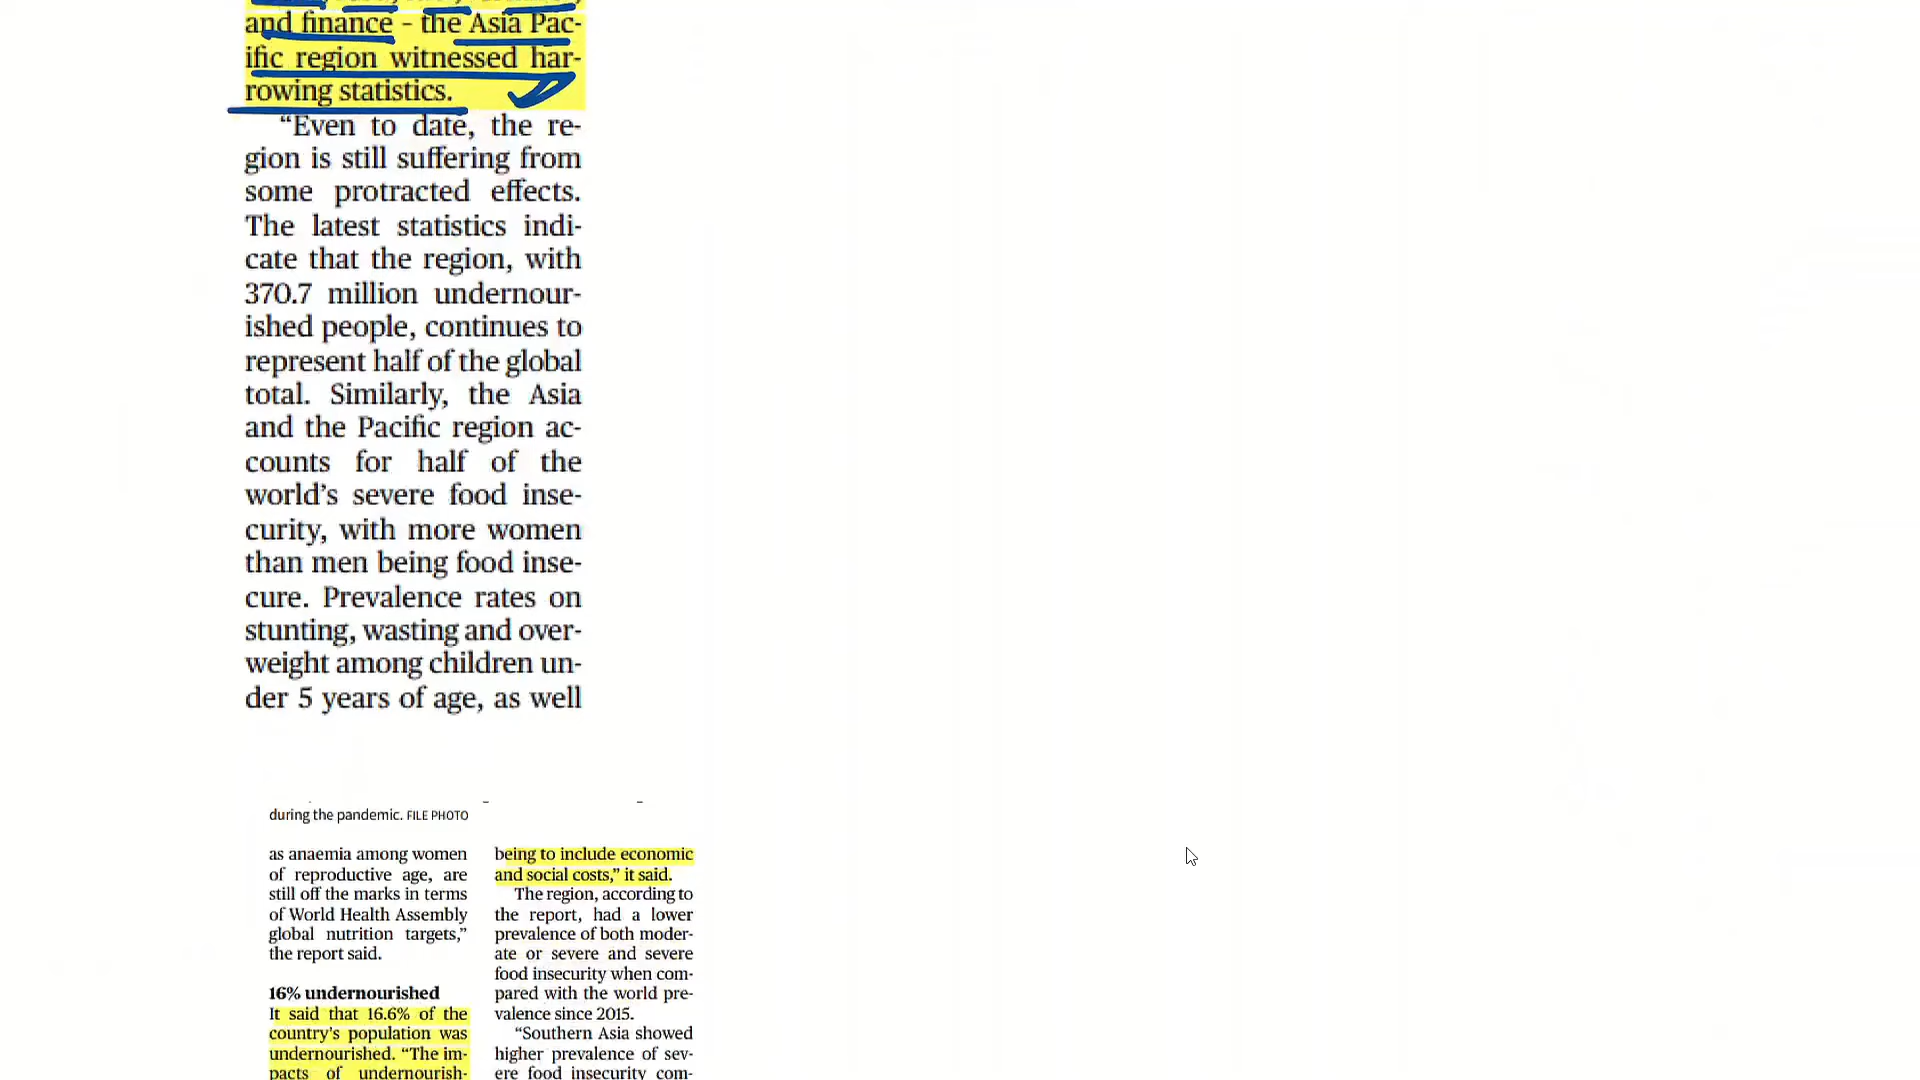 and finance - the Asia Pac-
ific region witnessed har-
rowing statistics.
“Even to date, the re-
gion is still suffering from
some protracted effects.
The latest statistics indi-
cate that the region, with
370.7 million undernour-
ished people, continues to
represent half of the global
total. Similarly, the Asia
and the Pacific region ac-
counts for half of the
world’s severe food inse-
curity, with more women
than men being food inse-
cure. Prevalence rates on
stunting, wasting and over-
weight among children un-
der 5 years of age, as well
during the pandemic. FILE PHOTO
as anaemia among women
of reproductive age, are
still off the marks in terms
of World Health Assembly
global nutrition targets,”
the report said.
16% undernourished
It said that 16.6% of the
country’s population was
undernourished. “The im-
pacts of undernourish-
being to include economic
and social costs,” it said.
The region, according to
the report, had a lower
prevalence of both moder-
ate or severe and severe
food insecurity when com-
pared with the world pre-
valence since 2015.
“Southern Asia showed
higher prevalence of sev-
ere food insecurity com-